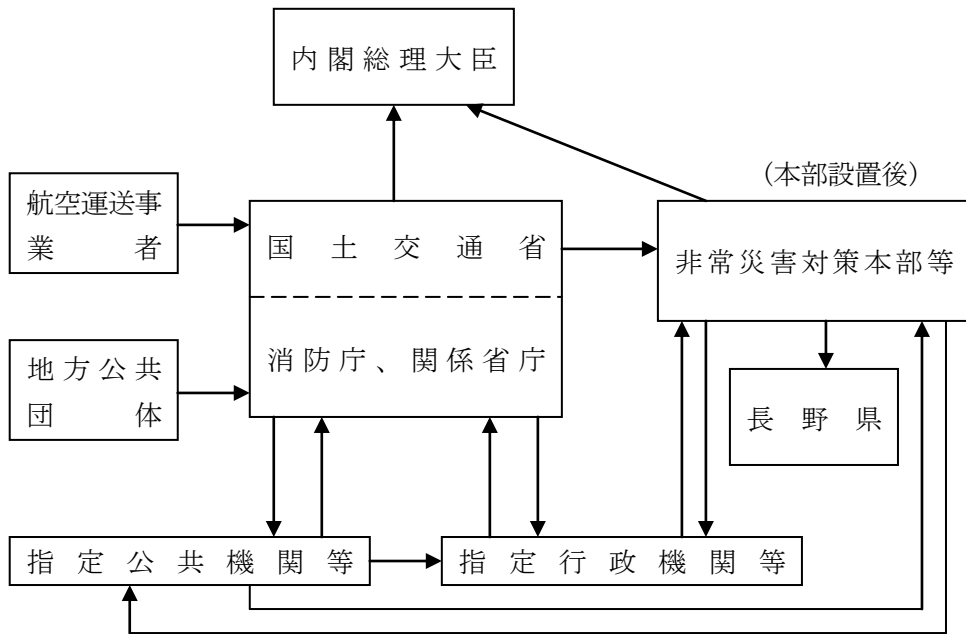 内閣総理大臣
(本部設置後)
航空運送事
業者
国土交通省
非常災害対策本部等
消防庁、関係省庁
地方公共
団体
長野県
指定公共機関等
指定行政機関等